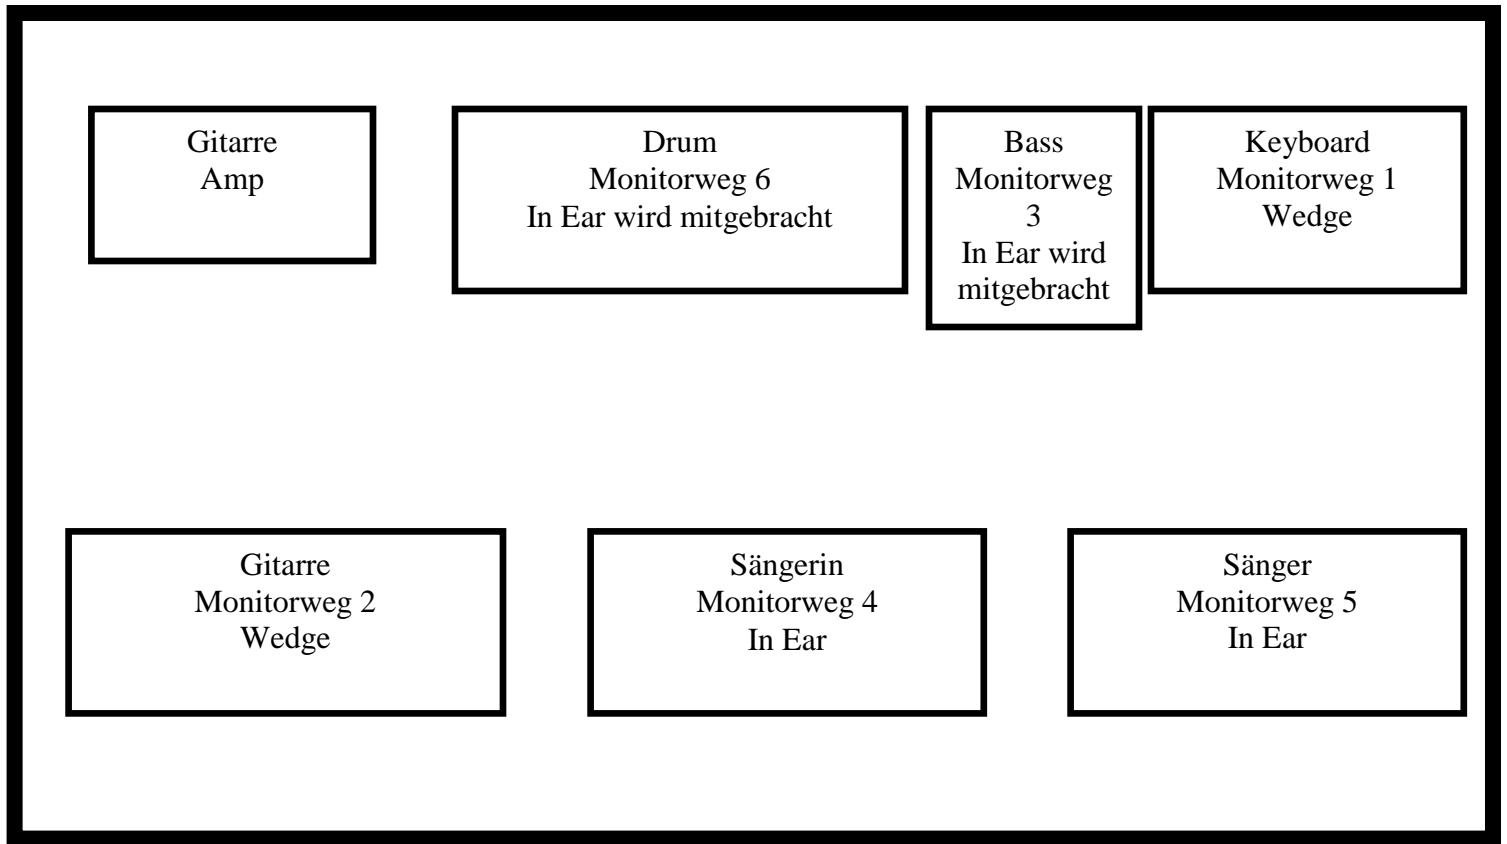 Gitarre
Amp
Drum
Monitorweg 6
In Ear wird mitgebracht
Bass
Monitorweg
3
In Ear wird
mitgebracht
Keyboard
Monitorweg 1
Wedge
Gitarre
Monitorweg 2
Wedge
Sängerin
Monitorweg 4
In Ear
Sänger
Monitorweg 5
In Ear